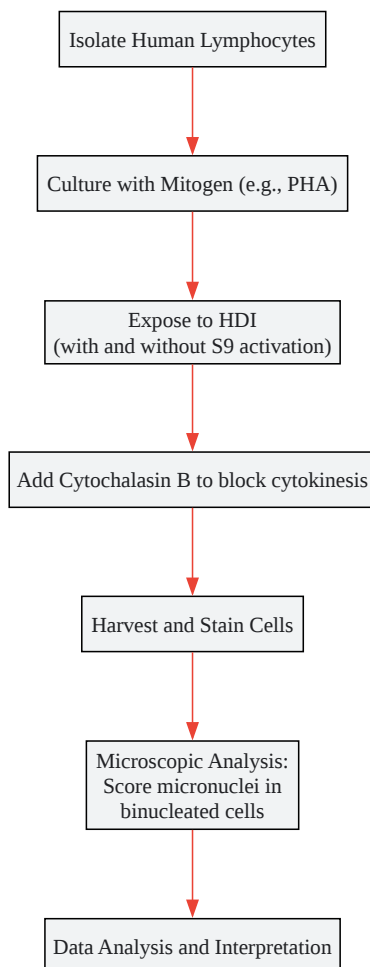 Isolate Human Lymphocytes
Culture with Mitogen (e.g., PHA)
Expose to HDI
(with and without S9 activation)
Add Cytochalasin B to block cytokinesis
Harvest and Stain Cells
Microscopic Analysis:
Score micronuclei in
binucleated cells
Data Analysis and Interpretation